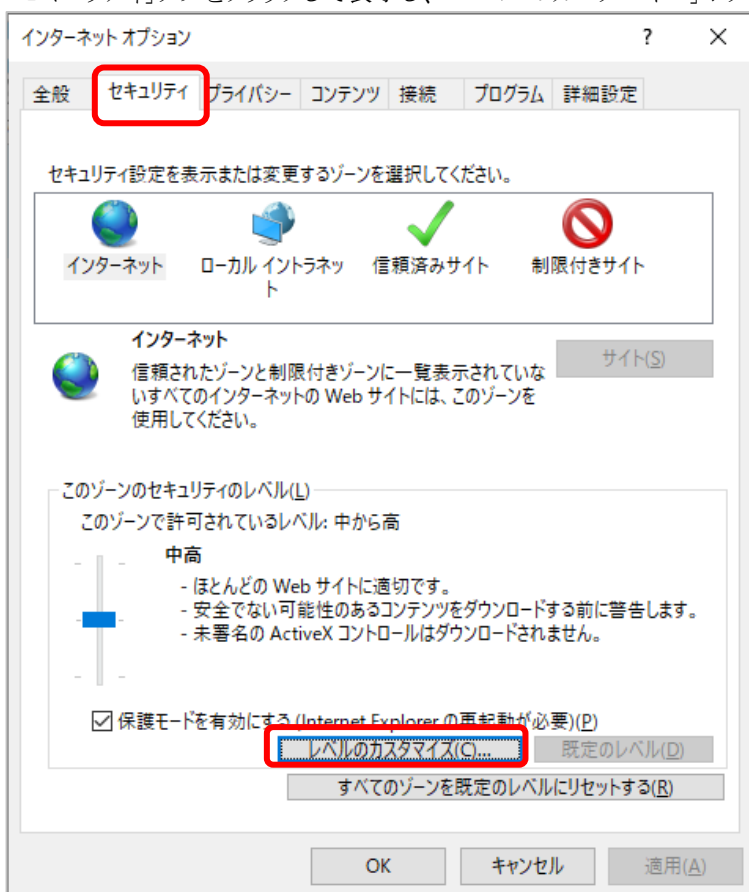 インターネット オプション ? ×
全般 セキュリティ プライバシー コンテンツ 接続 プログラム 詳細設定
セキュリティ設定を表示または変更するゾーンを選択してください。
インターネット ローカル イントラネッ 信頼済みサイト 制限付きサイト
ト
インターネット
サイト(S)
信頼されたゾーンと制限付きゾーンに一覧表示されていな
いすべてのインターネットの Web サイトには、このゾーンを
使用してください。
このゾーンのセキュリティのレベル(L)
このゾーンで許可されているレベル: 中から高
中高
- ほとんどの Web サイトに適切です。
- 安全でない可能性のあるコンテンツをダウンロードする前に警告します。
- 未署名の ActiveX コントロールはダウンロードされません。
保護モードを有効にする (Internet Explorer の再起動が必要)(P)
レベルのカスタマイズ(C)... 既定のレベル(D)
すべてのゾーンを既定のレベルにリセットする(R)
OK キャンセル 適用(A)